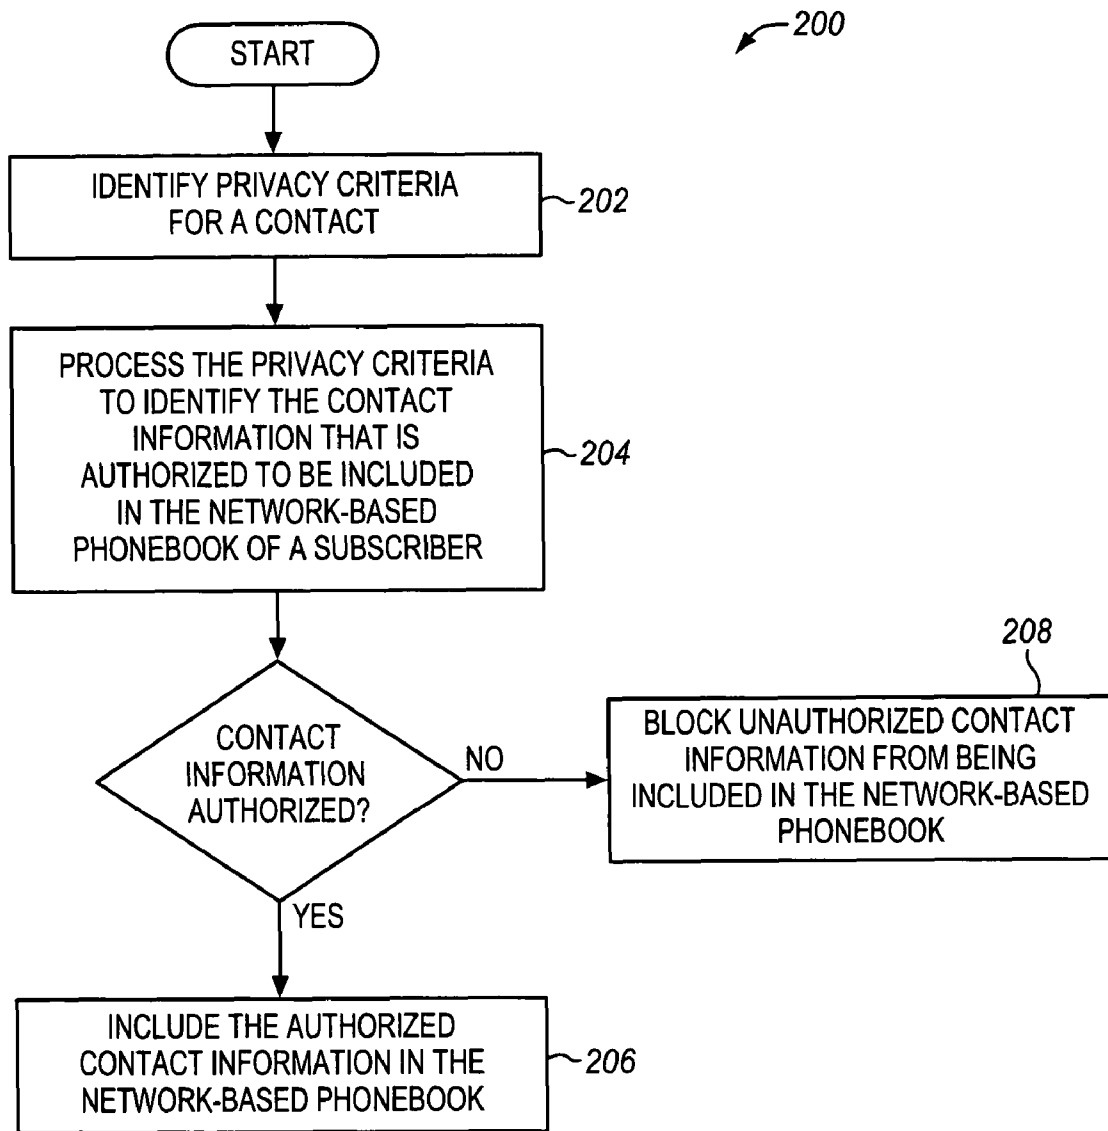 200
START
IDENTIFY PRIVACY CRITERIA
FOR A CONTACT
202
PROCESS THE PRIVACY CRITERIA
TO IDENTIFY THE CONTACT
INFORMATION THAT IS
AUTHORIZED TO BE INCLUDED
IN THE NETWORK-BASED
PHONEBOOK OF A SUBSCRIBER
204
CONTACT
INFORMATION
AUTHORIZED?
NO
208
BLOCK UNAUTHORIZED CONTACT
INFORMATION FROM BEING
INCLUDED IN THE NETWORK-BASED
PHONEBOOK
YES
INCLUDE THE AUTHORIZED
CONTACT INFORMATION IN THE
NETWORK-BASED PHONEBOOK
206